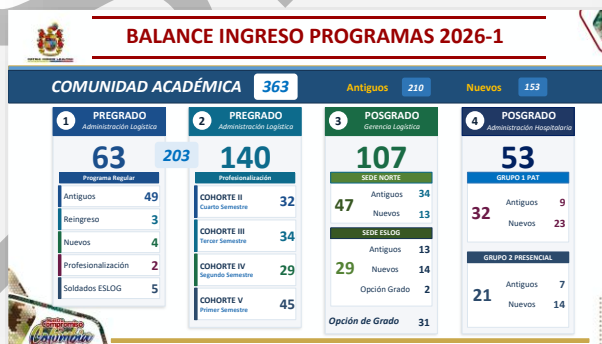 BALANCE INGRESO PROGRAMAS 2026-1
COMUNIDAD ACADÉMICA 363 Antiguos 210 Nuevos 153
1 PREGRADO
Administración Logística
63
Programa Regular
Antiguos 49
Reingreso 3
Nuevos 4
Profesionalización 2
Soldados ESLOG 5
203
2 PREGRADO
Administración Logística
140
Profesionalización
COHORTE II
Cuarto Semestre
32
COHORTE III
Tercer Semestre
34
COHORTE IV
Segundo Semestre
29
COHORTE V
Primer Semestre
45
3 POSGRADO
Gerencia Logística
107
SEDE NORTE
47
Antiguos 34
Nuevos 13
SEDE ESLOG
29
Antiguos 13
Nuevos 14
Opción Grado 2
Opción de Grado 31
4 POSGRADO
Administración Hospitalaria
53
GRUPO 1 PAT
32
Antiguos 9
Nuevos 23
GRUPO 2 PRESENCIAL
21
Antiguos 7
Nuevos 14
Nuestro
compromiso
Colombia